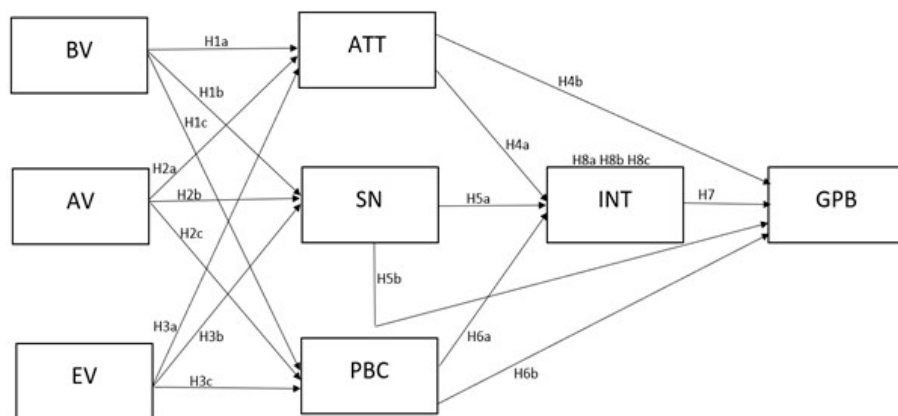 BV
H1a
ATT
H1b
H1c
H4b
H2a
H4a
H8a H8b H8c
AV
H2b
SN
H5a
INT
H7
GPB
H2c
H5b
H3a
H3b
H6a
EV
H3c
PBC
H6b